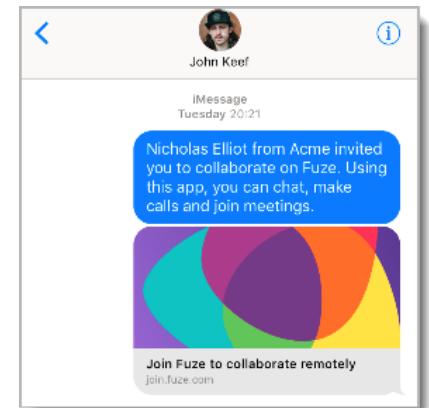 John Keef
iMessage
Tuesday 20:21
Nicholas Elliot from Acme invited
you to collaborate on Fuze. Using
this app, you can chat, make
calls and join meetings.
Join Fuze to collaborate remotely
join.fuze.com